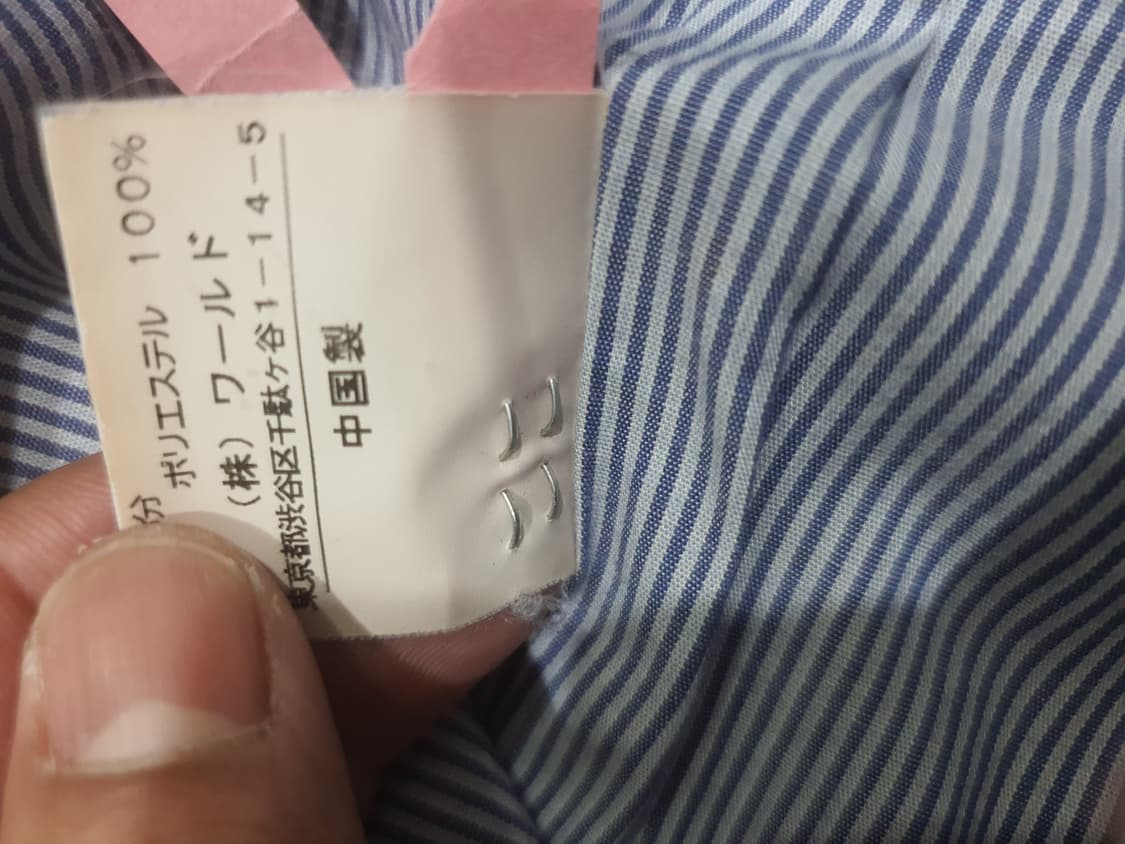 分 ポリエステル 100%
(株) ワールド
東京都渋谷区千駄ヶ谷1-14-5
中国製